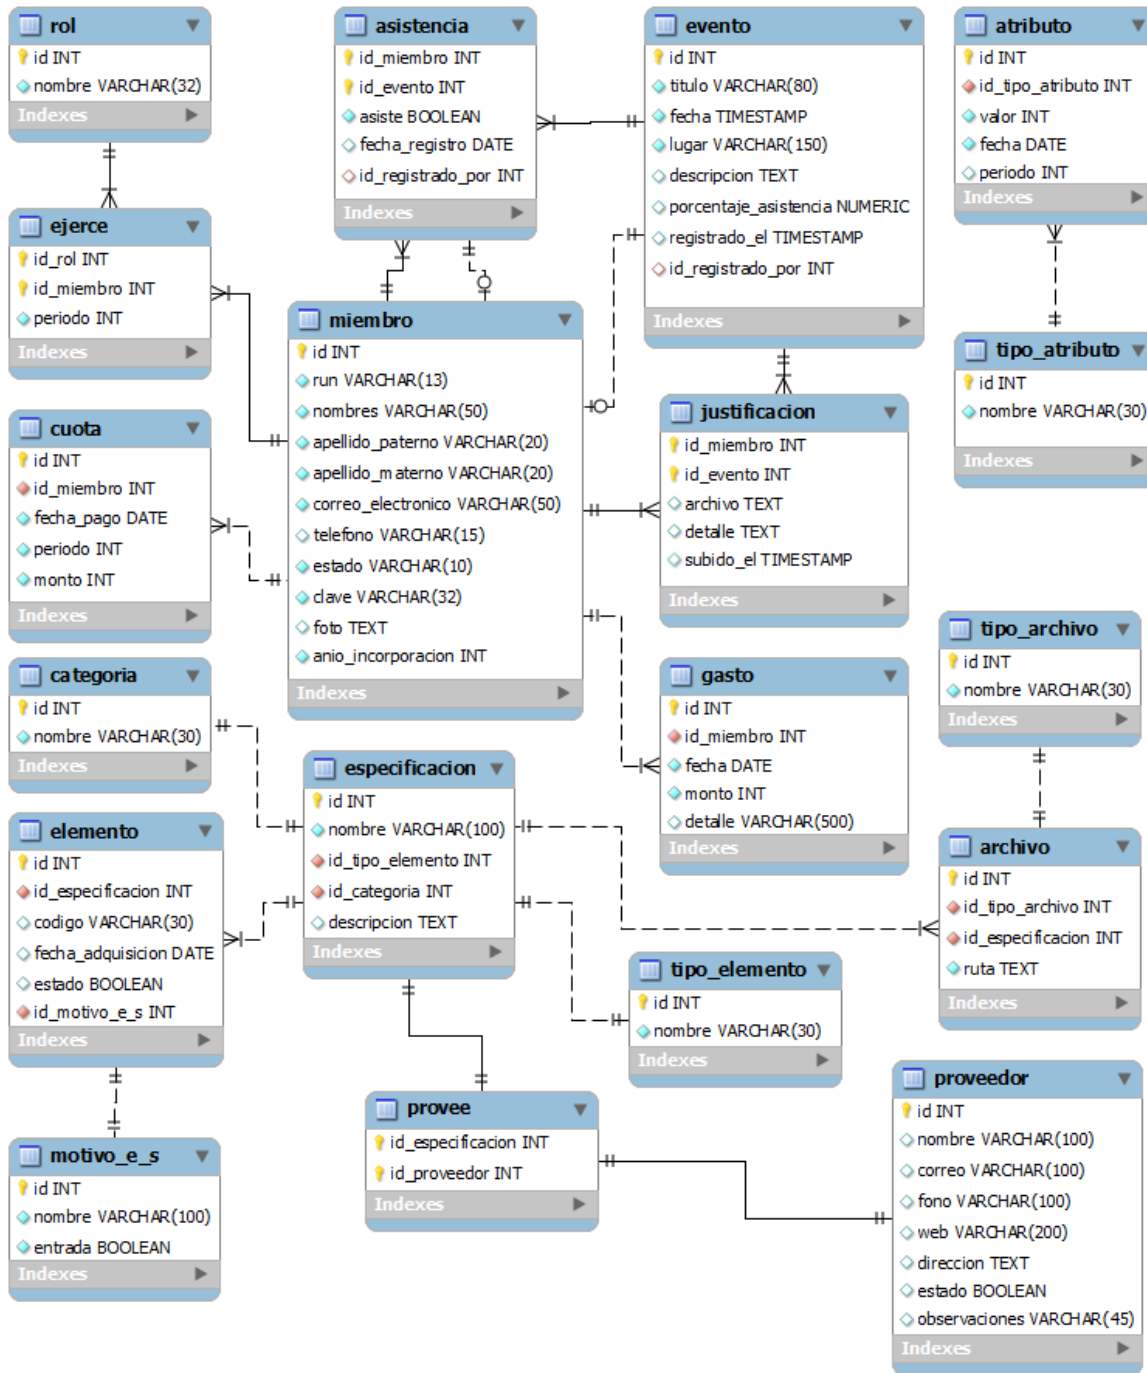 rol
id INT
nombre VARCHAR(32)
Indexes
asistencia
id_miembro INT
id_evento INT
asiste BOOLEAN
fecha_registro DATE
id_registrado_por INT
Indexes
evento
id INT
titulo VARCHAR(80)
fecha TIMESTAMP
lugar VARCHAR(150)
descripcion TEXT
porcentaje_asistencia NUMERIC
registrado_el TIMESTAMP
id_registrado_por INT
Indexes
atributo
id INT
id_tipo_atributo INT
valor INT
fecha DATE
periodo INT
Indexes
ejerce
id_rol INT
id_miembro INT
periodo INT
Indexes
miembro
id INT
run VARCHAR(13)
nombres VARCHAR(50)
apellido_paterno VARCHAR(20)
apellido_materno VARCHAR(20)
correo_electronico VARCHAR(50)
telefono VARCHAR(15)
estado VARCHAR(10)
clave VARCHAR(32)
foto TEXT
anio_incorporacion INT
Indexes
tipo_atributo
id INT
nombre VARCHAR(30)
Indexes
cuota
id INT
id_miembro INT
fecha_pago DATE
periodo INT
monto INT
Indexes
justificacion
id_miembro INT
id_evento INT
archivo TEXT
detalle TEXT
subido_el TIMESTAMP
Indexes
categoria
id INT
nombre VARCHAR(30)
Indexes
gasto
id INT
id_miembro INT
fecha DATE
monto INT
detalle VARCHAR(500)
Indexes
tipo_archivo
id INT
nombre VARCHAR(30)
Indexes
especificacion
id INT
nombre VARCHAR(100)
id_tipo_elemento INT
id_categoria INT
descripcion TEXT
Indexes
elemento
id INT
id_especificacion INT
codigo VARCHAR(30)
fecha_adquisicion DATE
estado BOOLEAN
id_motivo_e_s INT
Indexes
archivo
id INT
id_tipo_archivo INT
id_especificacion INT
ruta TEXT
Indexes
tipo_elemento
id INT
nombre VARCHAR(30)
Indexes
motivo_e_s
id INT
nombre VARCHAR(100)
entrada BOOLEAN
Indexes
provee
id_especificacion INT
id_proveedor INT
Indexes
proveedor
id INT
nombre VARCHAR(100)
correo VARCHAR(100)
fono VARCHAR(100)
web VARCHAR(200)
direccion TEXT
estado BOOLEAN
observaciones VARCHAR(45)
Indexes